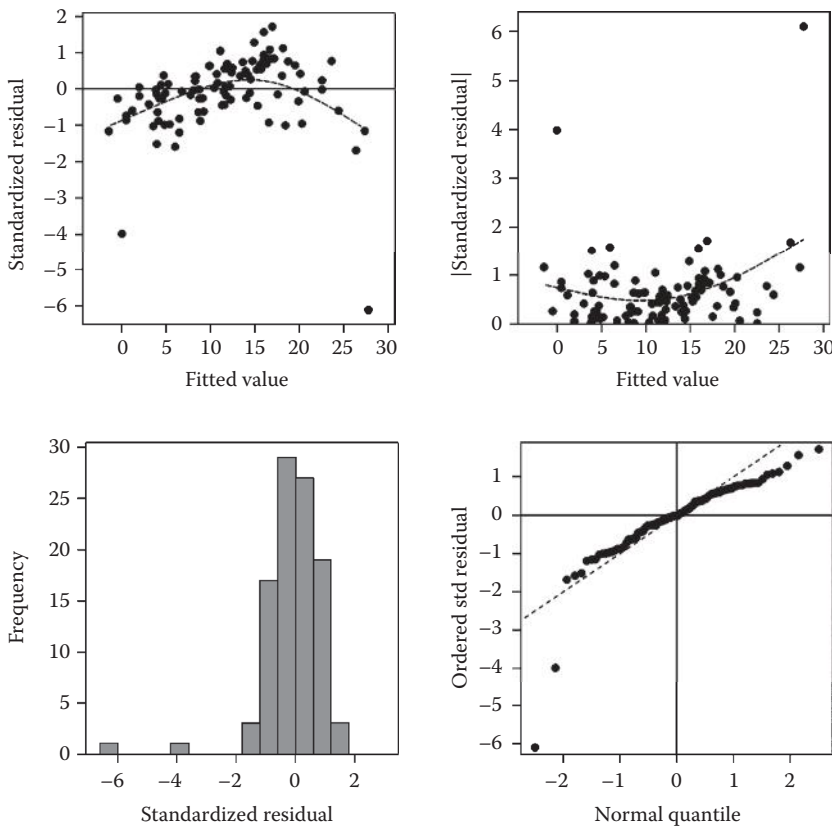 2
1
0
−1
−2
−3
−4
−5
−6
Standardized residual
0 5 10 15 20 25 30
Fitted value
6
5
4
3
2
1
0
|Standardized residual|
0 5 10 15 20 25 30
Fitted value
30
25
20
15
10
5
0
Frequency
−6 −4 −2 0 2
Standardized residual
1
0
−1
−2
−3
−4
−5
−6
Ordered std residual
−2 −1 0 1 2
Normal quantile